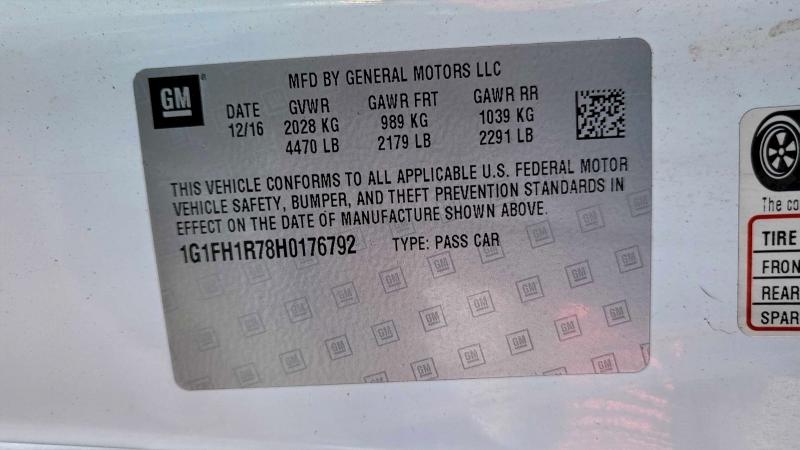 GM
MFD BY GENERAL MOTORS LLC
DATE GVWR GAWR FRT GAWR RR
12/16 2028 KG 989 KG 1039 KG
4470 LB 2179 LB 2291 LB
THIS VEHICLE CONFORMS TO ALL APPLICABLE U.S. FEDERAL MOTOR
VEHICLE SAFETY, BUMPER, AND THEFT PREVENTION STANDARDS IN
EFFECT ON THE DATE OF MANUFACTURE SHOWN ABOVE.
1G1FH1R78H0176792 TYPE: PASS CAR
The co
TIRE
FRON
REAR
SPAR